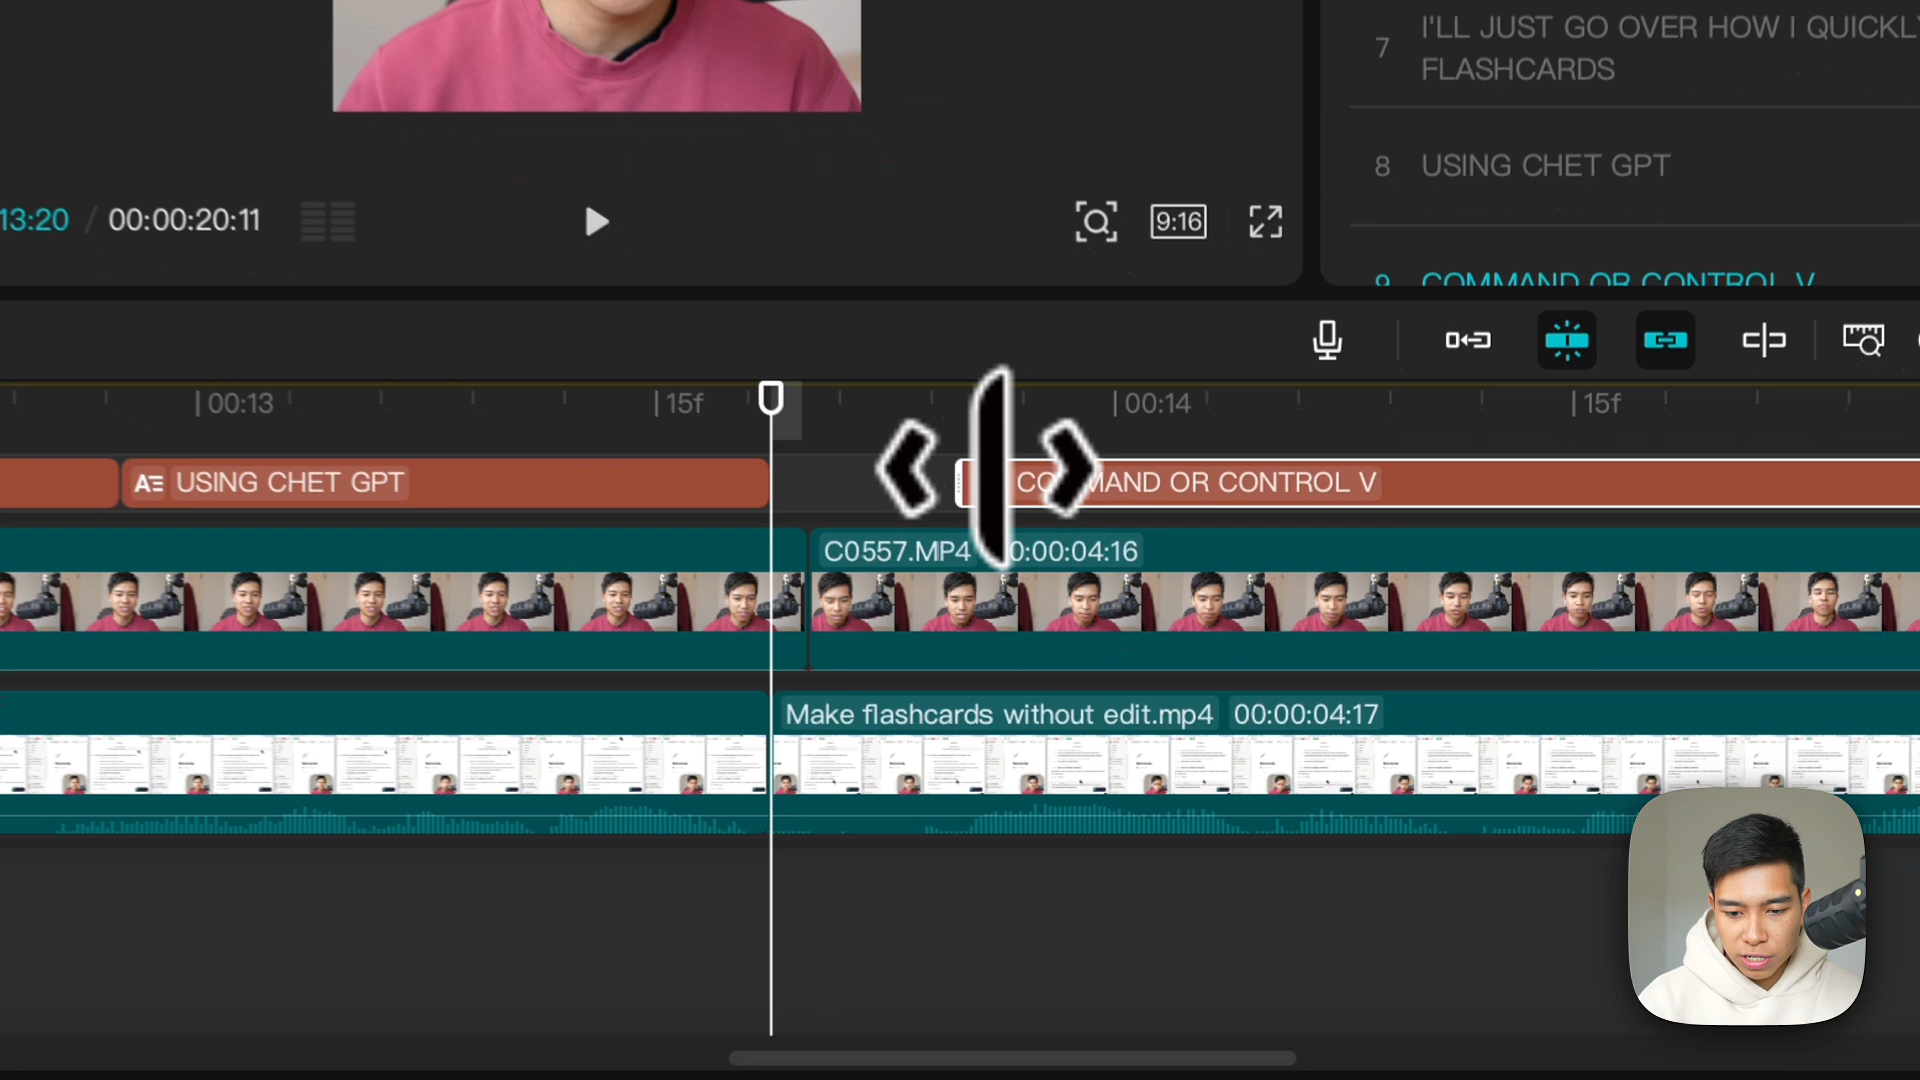 7
I'LL JUST GO OVER HOW I QUICKLY
FLASHCARDS
8 USING CHET GPT
13:20 / 00:00:20:11
9:16
9 COMMAND OR CONTROL V
00:13 15f 00:14 15f
A USING CHET GPT
COMMAND OR CONTROL V
C0557.MP4 0:00:04:16
Make flashcards without edit.mp4 00:00:04:17